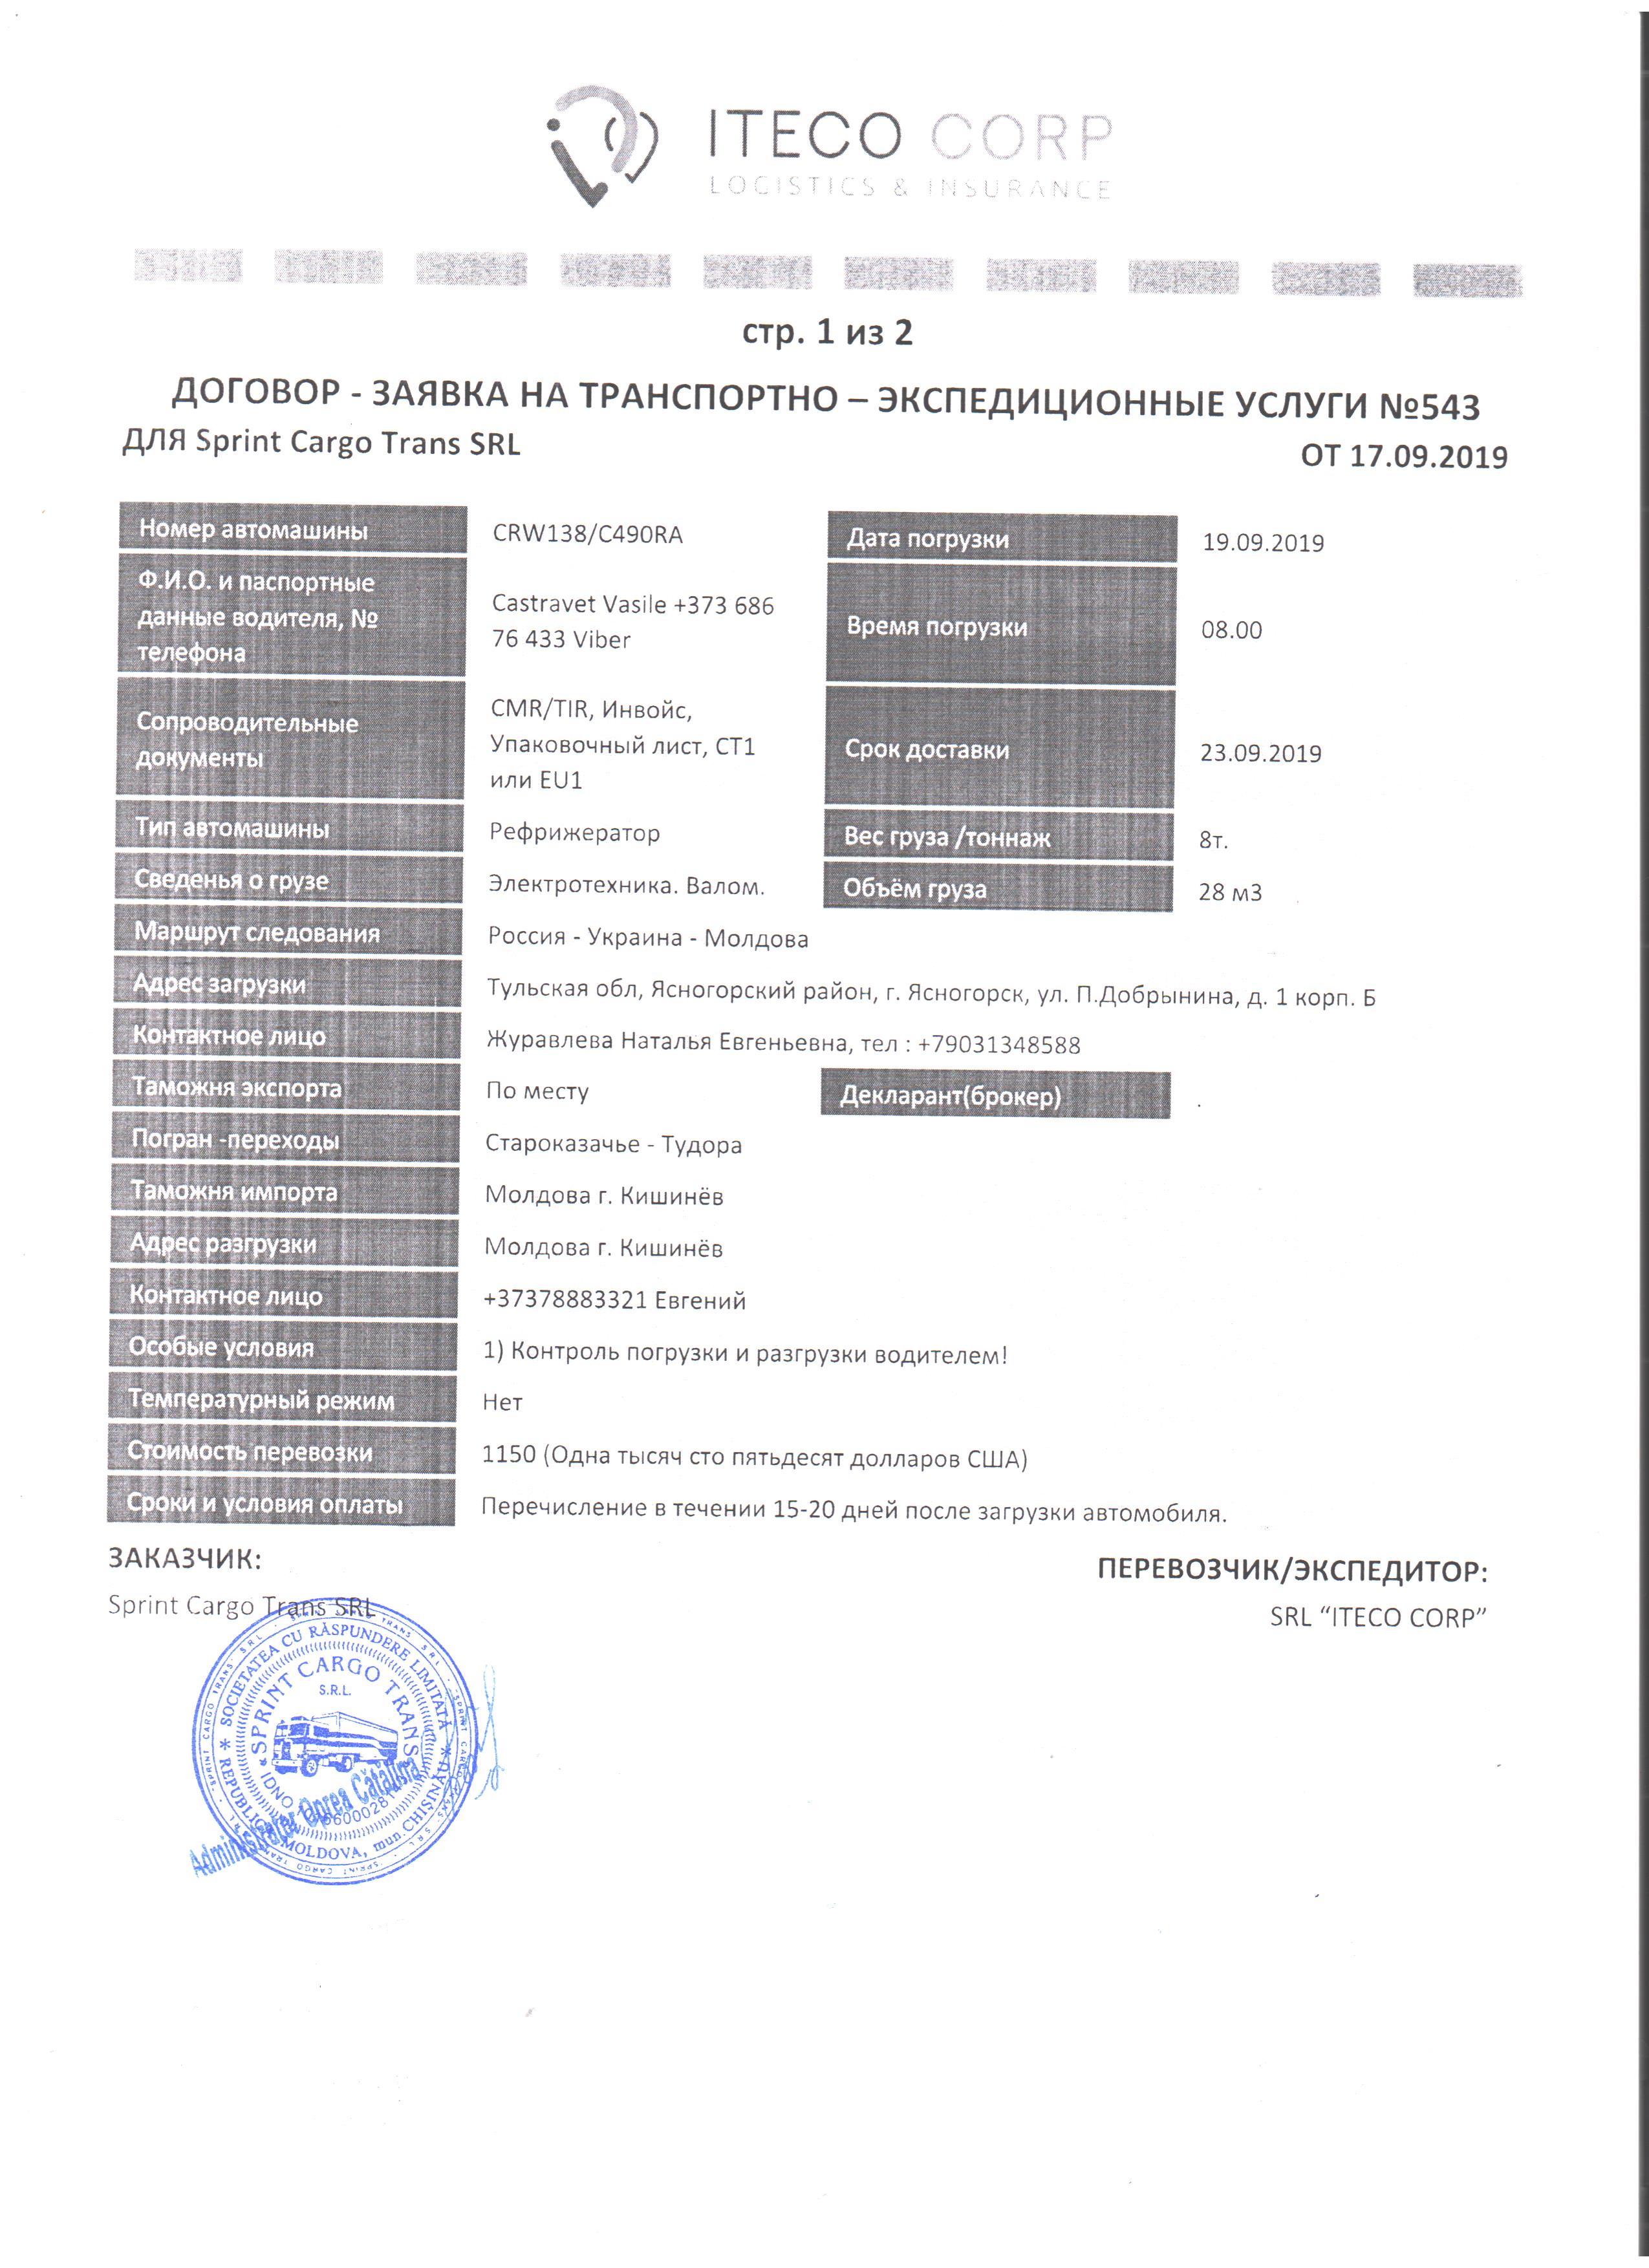 ITECO CORP
LOGISTICS & INSURANCE
стр. 1 из 2
ДОГОВОР - ЗАЯВКА НА ТРАНСПОРТНО – ЭКСПЕДИЦИОННЫЕ УСЛУГИ №543
ДЛЯ Sprint Cargo Trans SRL
ОТ 17.09.2019
Номер автомашины CRW138/C490RA Дата погрузки 19.09.2019
Ф.И.О. и паспортные
данные водителя, №
телефона
Castravet Vasile +373 686
76 433 Viber
Время погрузки 08.00
Сопроводительные
документы
CMR/TIR, Инвойс,
Упаковочный лист, СТ1
или EU1
Срок доставки 23.09.2019
Тип автомашины Рефрижератор Вес груза /тоннаж 8т.
Сведенья о грузе Электротехника. Валом. Объём груза 28 м3
Маршрут следования Россия - Украина - Молдова
Адрес загрузки Тульская обл, Ясногорский район, г. Ясногорск, ул. П.Добрынина, д. 1 корп. Б
Контактное лицо Журавлева Наталья Евгеньевна, тел : +79031348588
Таможня экспорта По месту Декларант(брокер) .
Погран -переходы Староказачье - Тудора
Таможня импорта Молдова г. Кишинёв
Адрес разгрузки Молдова г. Кишинёв
Контактное лицо +37378883321 Евгений
Особые условия 1) Контроль погрузки и разгрузки водителем!
Температурный режим Нет
Стоимость перевозки 1150 (Одна тысяч сто пятьдесят долларов США)
Сроки и условия оплаты Перечисление в течении 15-20 дней после загрузки автомобиля.
ЗАКАЗЧИК:
ПЕРЕВОЗЧИК/ЭКСПЕДИТОР:
Sprint Cargo Trans SRL
SRL “ITECO CORP”
SOCIETATEA CU RĂSPUNDERE LIMITATĂ
«SPRINT CARGO TRANS
S.R.L.
IDNO
REPUBLICA MOLDOVA, mun. CHIŞINĂU
Administrator Oprea Cătălina